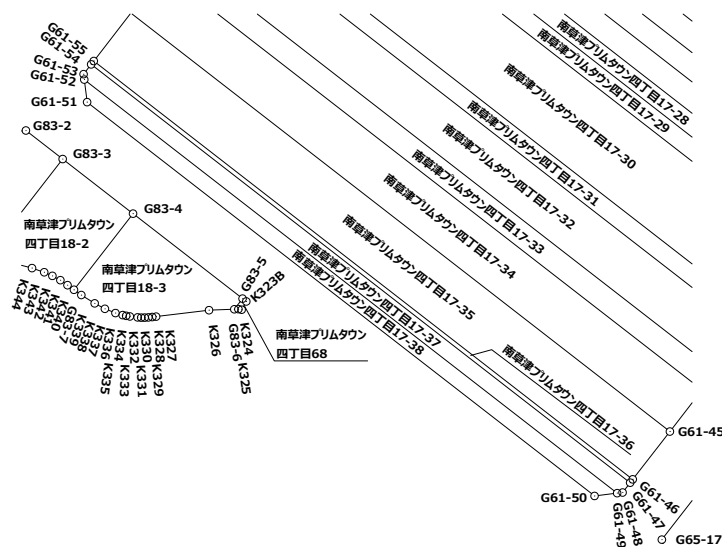 G61-55
G61-54
G61-53
G61-52
G61-51
G83-2
G83-3
G83-4
G83-5
K323B
南草津プリムタウン
四丁目18-2
南草津プリムタウン
四丁目18-3
南草津プリムタウン
四丁目68
南草津プリムタウン四丁目17-28
南草津プリムタウン四丁目17-29
南草津プリムタウン四丁目17-30
南草津プリムタウン四丁目17-31
南草津プリムタウン四丁目17-32
南草津プリムタウン四丁目17-33
南草津プリムタウン四丁目17-34
南草津プリムタウン四丁目17-35
南草津プリムタウン四丁目17-37
南草津プリムタウン四丁目17-38
南草津プリムタウン四丁目17-36
K344
K343
K342
K341
K340
G83-7
K339
K338
K337
K336
K335
K334
K333
K332
K331
K330
K329
K328
K327
K326
G83-6
K325
K324
G61-45
G61-46
G61-47
G61-48
G61-49
G61-50
G65-17